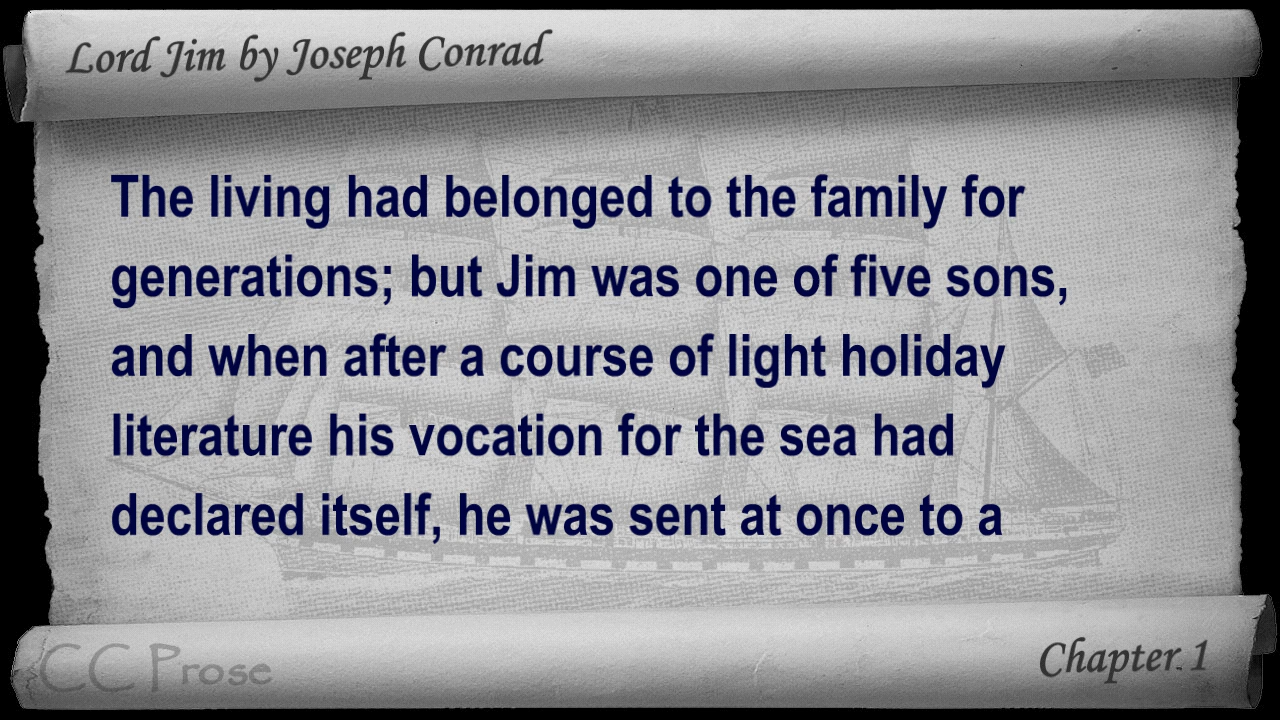 Lord Jim by Joseph Conrad
The living had belonged to the family for
generations; but Jim was one of five sons,
and when after a course of light holiday
literature his vocation for the sea had
declared itself, he was sent at once to a
CC Prose
Chapter 1